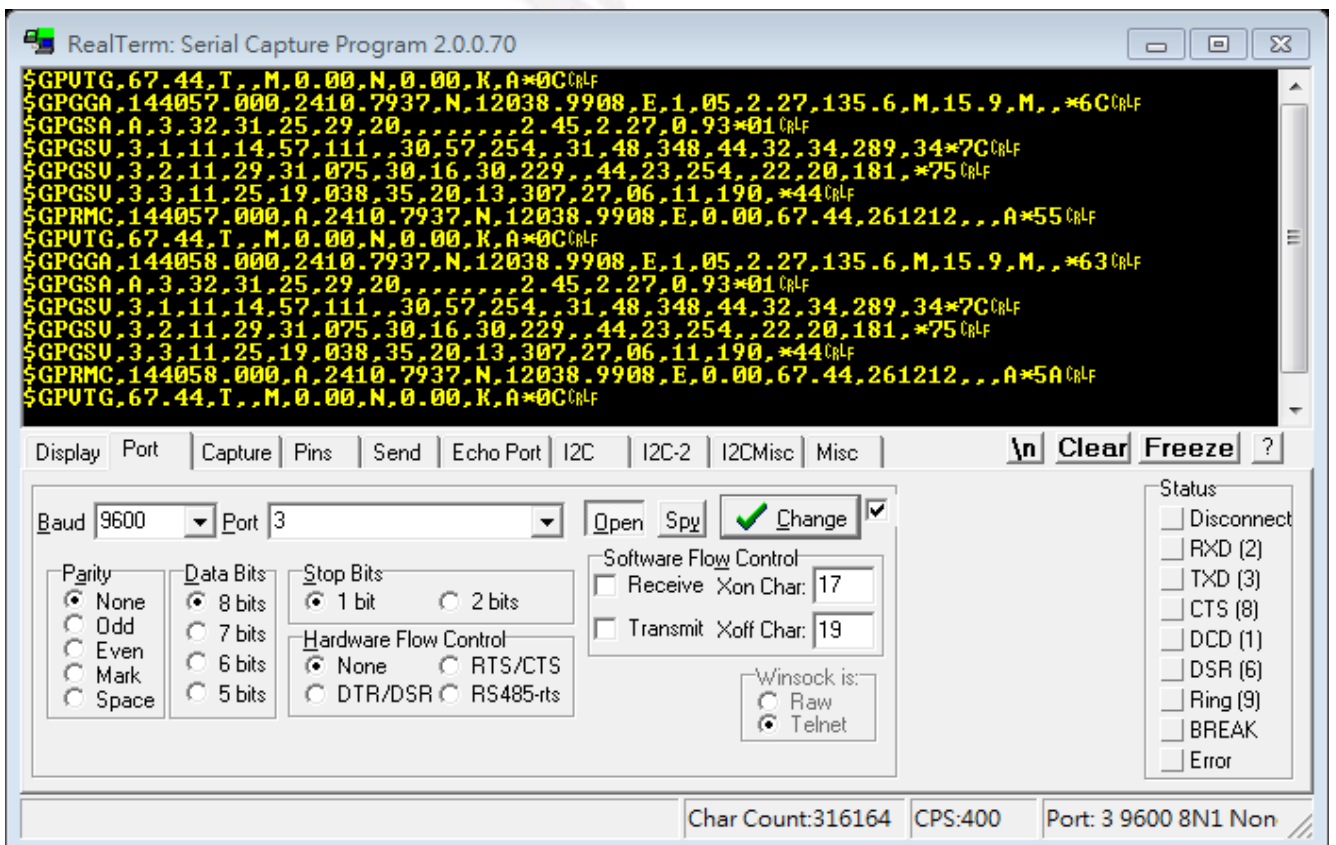 RealTerm: Serial Capture Program 2.0.0.70
$GPVTG,67.44,T,,M,0.00,N,0.00,K,A*0CCRLF
$GPGGA,144057.000,2410.7937,N,12038.9908,E,1,05,2.27,135.6,M,15.9,M,,*6CCRLF
$GPGSA,A,3,32,31,25,29,20,,,,,,,,2.45,2.27,0.93*01CRLF
$GPGSV,3,1,11,14,57,111,,30,57,254,,31,48,348,44,32,34,289,34*7CCRLF
$GPGSV,3,2,11,29,31,075,30,16,30,229,,44,23,254,,22,20,181,*75CRLF
$GPGSV,3,3,11,25,19,038,35,20,13,307,27,06,11,190,*44CRLF
$GPRMC,144057.000,A,2410.7937,N,12038.9908,E,0.00,67.44,261212,,,A*55CRLF
$GPVTG,67.44,T,,M,0.00,N,0.00,K,A*0CCRLF
$GPGGA,144058.000,2410.7937,N,12038.9908,E,1,05,2.27,135.6,M,15.9,M,,*63CRLF
$GPGSA,A,3,32,31,25,29,20,,,,,,,,2.45,2.27,0.93*01CRLF
$GPGSV,3,1,11,14,57,111,,30,57,254,,31,48,348,44,32,34,289,34*7CCRLF
$GPGSV,3,2,11,29,31,075,30,16,30,229,,44,23,254,,22,20,181,*75CRLF
$GPGSV,3,3,11,25,19,038,35,20,13,307,27,06,11,190,*44CRLF
$GPRMC,144058.000,A,2410.7937,N,12038.9908,E,0.00,67.44,261212,,,A*5ACRLF
$GPVTG,67.44,T,,M,0.00,N,0.00,K,A*0CCRLF
Display Port Capture Pins Send Echo Port I2C I2C-2 I2CMisc Misc \n Clear Freeze ?
Baud 9600 Port 3 Open Spy Change
Parity
None
Odd
Even
Mark
Space
Data Bits
8 bits
7 bits
6 bits
5 bits
Stop Bits
1 bit 2 bits
Hardware Flow Control
None RTS/CTS
DTR/DSR RS485-rts
Software Flow Control
Receive Xon Char: 17
Transmit Xoff Char: 19
Winsock is:
Raw
Telnet
Status
Disconnect
RXD (2)
TXD (3)
CTS (8)
DCD (1)
DSR (6)
Ring (9)
BREAK
Error
Char Count:316164 CPS:400 Port: 3 9600 8N1 Non